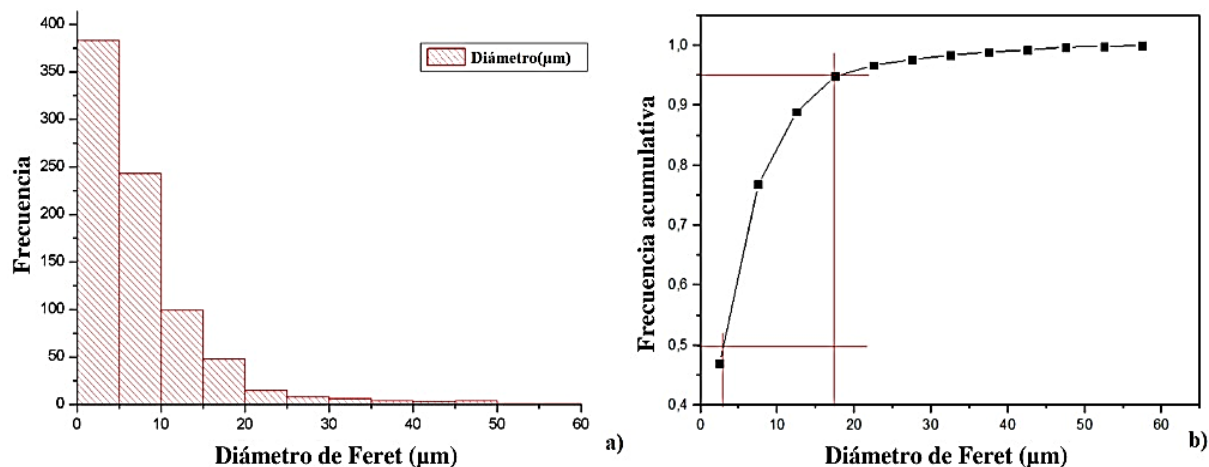 400
350
300
250
200
150
100
50
0
Frecuencia
Diámetro(µm)
0 10 20 30 40 50 60
Diámetro de Feret (µm)
a)
1,0
0,9
0,8
0,7
0,6
0,5
0,4
Frecuencia acumulativa
0 10 20 30 40 50 60
Diámetro de Feret (µm)
b)